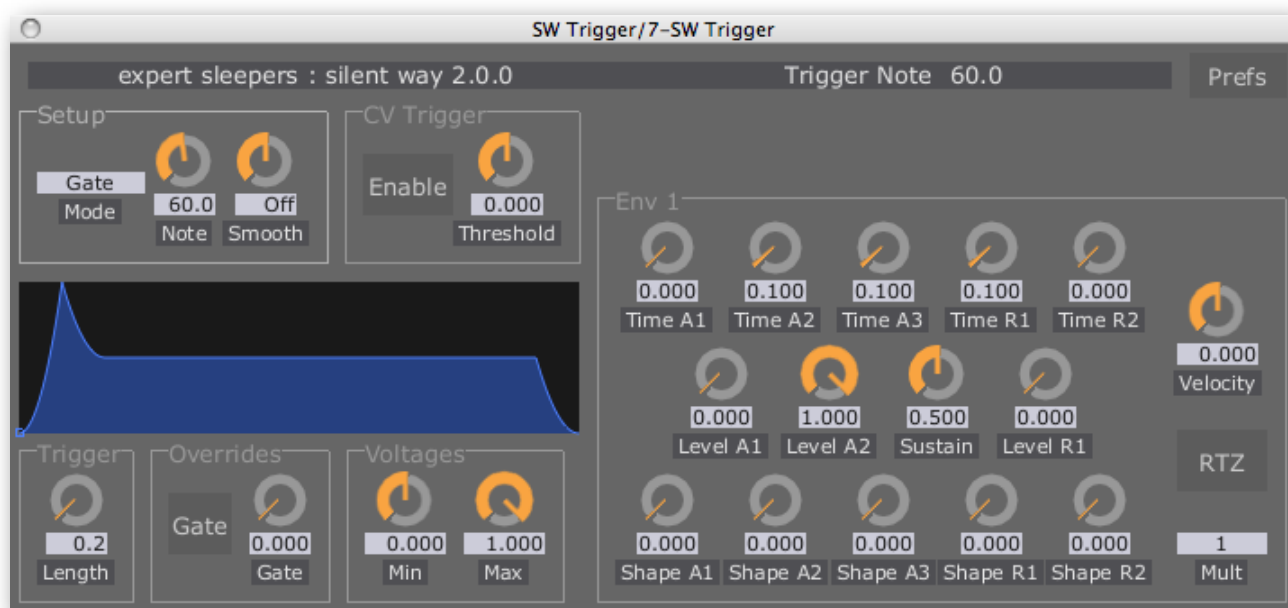 SW Trigger/7-SW Trigger
expert sleepers : silent way 2.0.0 Trigger Note 60.0 Prefs
Setup
Gate
Mode
60.0 Off
Note Smooth
CV Trigger
Enable
0.000
Threshold
Env 1
0.000 0.100 0.100 0.100 0.000
Time A1 Time A2 Time A3 Time R1 Time R2
0.000
Velocity
0.000 1.000 0.500 0.000
Level A1 Level A2 Sustain Level R1
RTZ
0.000 0.000 0.000 0.000 0.000
Shape A1 Shape A2 Shape A3 Shape R1 Shape R2
1
Mult
Trigger
0.2
Length
Overrides
Gate
0.000
Gate
Voltages
0.000 1.000
Min Max